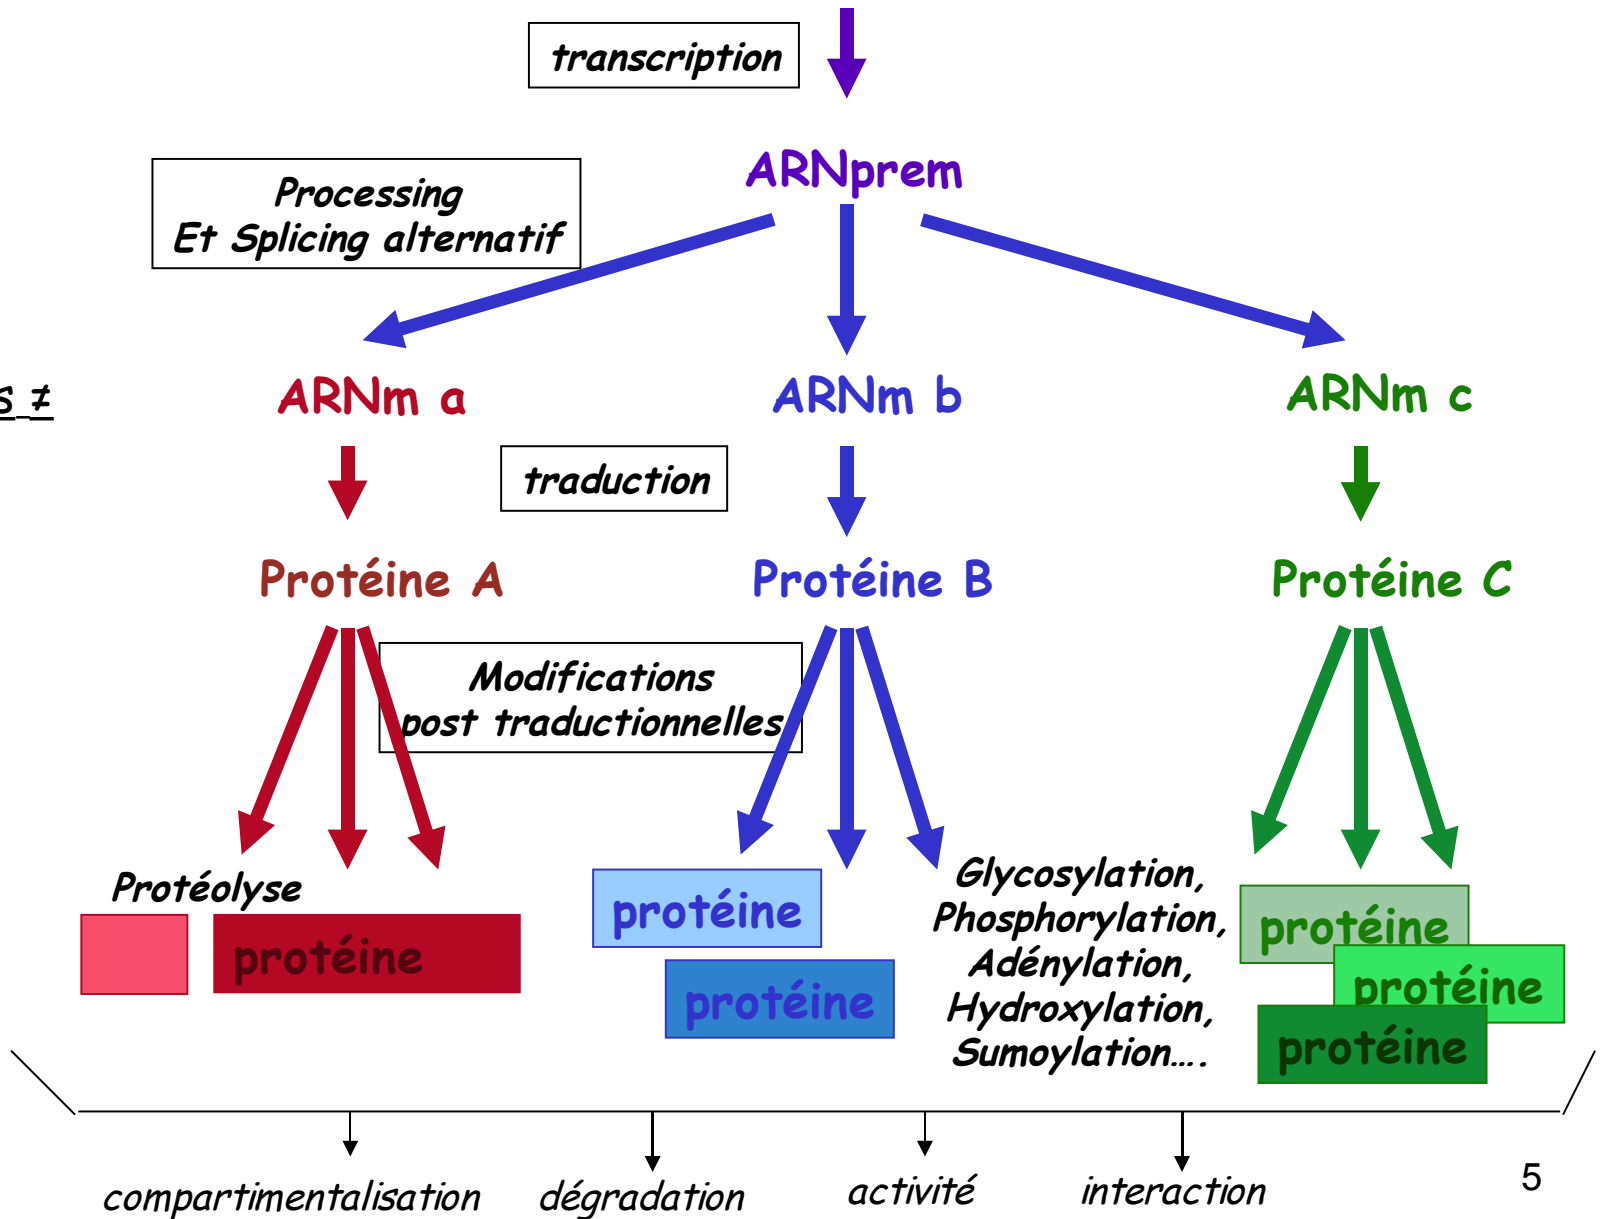 transcription
ARNprem
Processing
Et Splicing alternatif
s ≠
ARNm a
ARNm b
ARNm c
traduction
Protéine A
Protéine B
Protéine C
Modifications
post traductionnelles
Protéolyse
protéine
protéine
protéine
Glycosylation,
Phosphorylation,
Adénylation,
Hydroxylation,
Sumoylation....
protéine
protéine
protéine
compartimentalisation
dégradation
activité
interaction
5